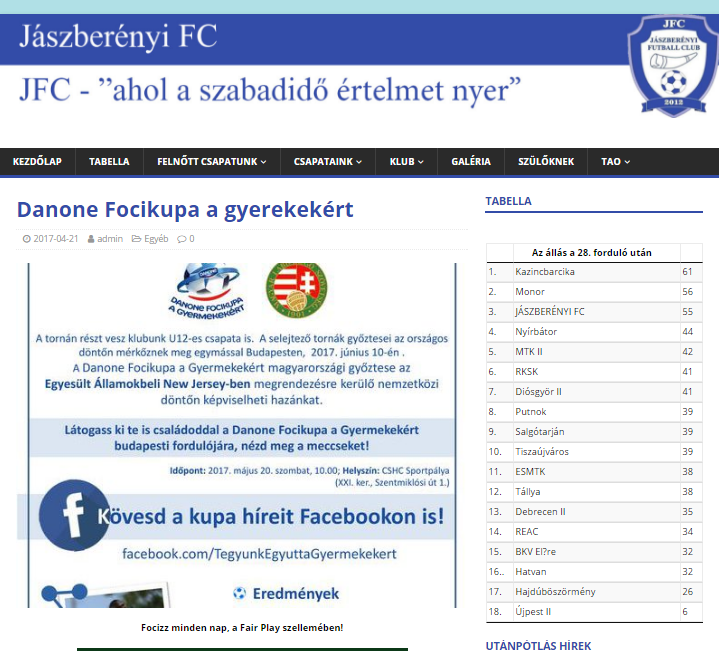 Jászberényi FC
JFC - ”ahol a szabadidő értelmet nyer”
JFC
JÁSZBERÉNYI
FUTBALL CLUB
2012
KEZDŐLAP TABELLA FELNŐTT CSAPATUNK CSAPATAINK KLUB GALÉRIA SZÜLŐKNEK TAO
Danone Focikupa a gyerekekért
2017-04-21 admin Egyéb 0
DANONE FOCIKUPA
A GYERMEKEKÉRT
A tornán részt vesz klubunk U12-es csapata is. A selejtező tornák győztesei az országos
döntőn mérkőznek meg egymással Budapesten, 2017. június 10-én .
A Danone Focikupa a Gyermekekért magyarországi győztese az
Egyesült Államokbeli New Jersey-ben megrendezésre kerülő nemzetközi
döntőn képviselheti hazánkat.
Látogass ki te is családoddal a Danone Focikupa a Gyermekekért
budapesti fordulójára, nézd meg a meccseket!
Időpont: 2017. május 20. szombat, 10.00; Helyszín: CSHC Sportpálya
(XXI. ker., Szentmiklósi út 1.)
f Kövesd a kupa híreit Facebookon is!
facebook.com/TegyunkEgyuttaGyermekekert
Eredmények
Focizz minden nap, a Fair Play szellemében!
TABELLA
Az állás a 28. forduló után
1. Kazincbarcika 61
2. Monor 56
3. JÁSZBERÉNYI FC 55
4. Nyírbátor 44
5. MTK II 42
6. RKSK 41
7. Diósgyőr II 41
8. Putnok 39
9. Salgótarján 39
10. Tiszaújváros 39
11. ESMTK 38
12. Tállya 38
13. Debrecen II 35
14. REAC 34
15. BKV El?re 32
16.. Hatvan 32
17. Hajdúböszörmény 26
18. Újpest II 6
UTÁNPÓTLÁS HÍREK